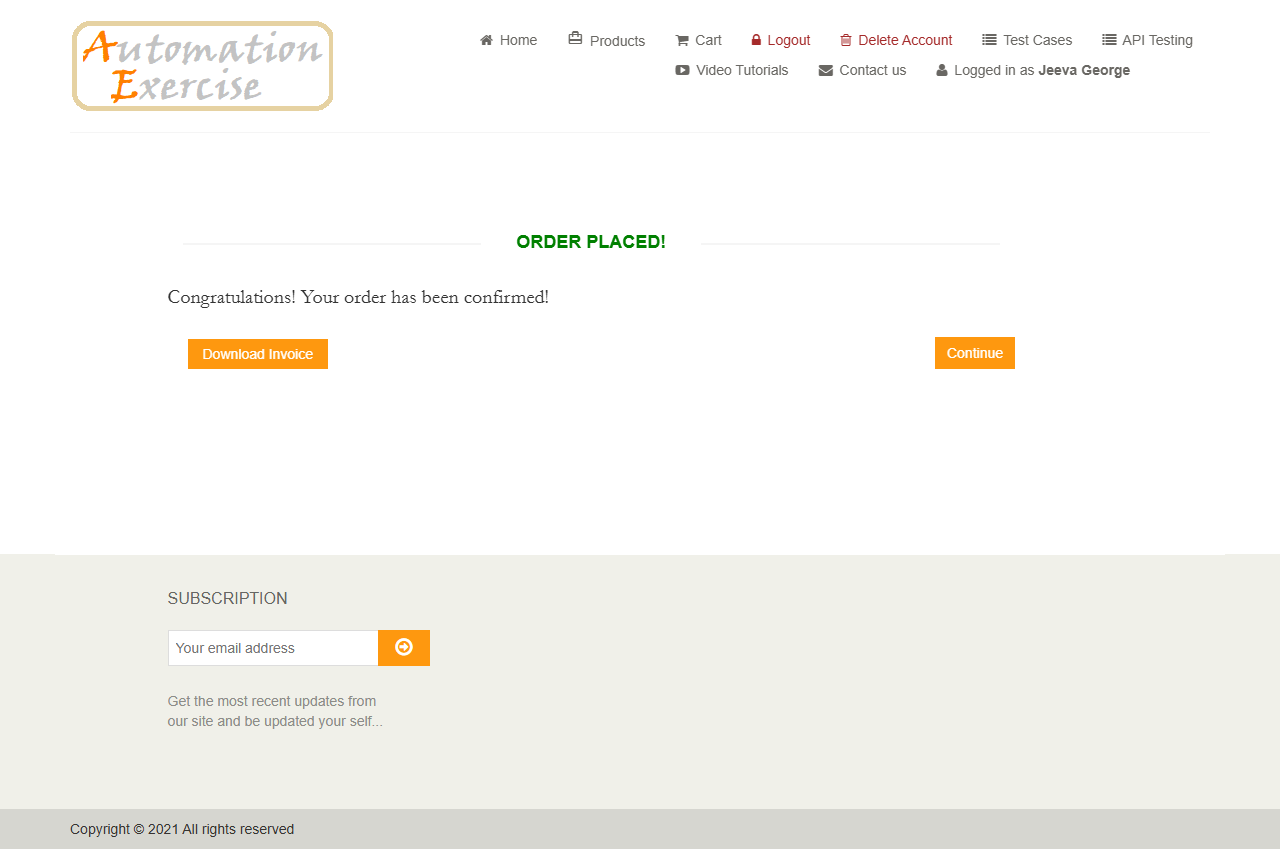 Automation
Exercise
Home Products Cart Logout Delete Account Test Cases API Testing
Video Tutorials Contact us Logged in as Jeeva George
ORDER PLACED!
Congratulations! Your order has been confirmed!
Download Invoice Continue
SUBSCRIPTION
Your email address
Get the most recent updates from
our site and be updated your self...
Copyright © 2021 All rights reserved